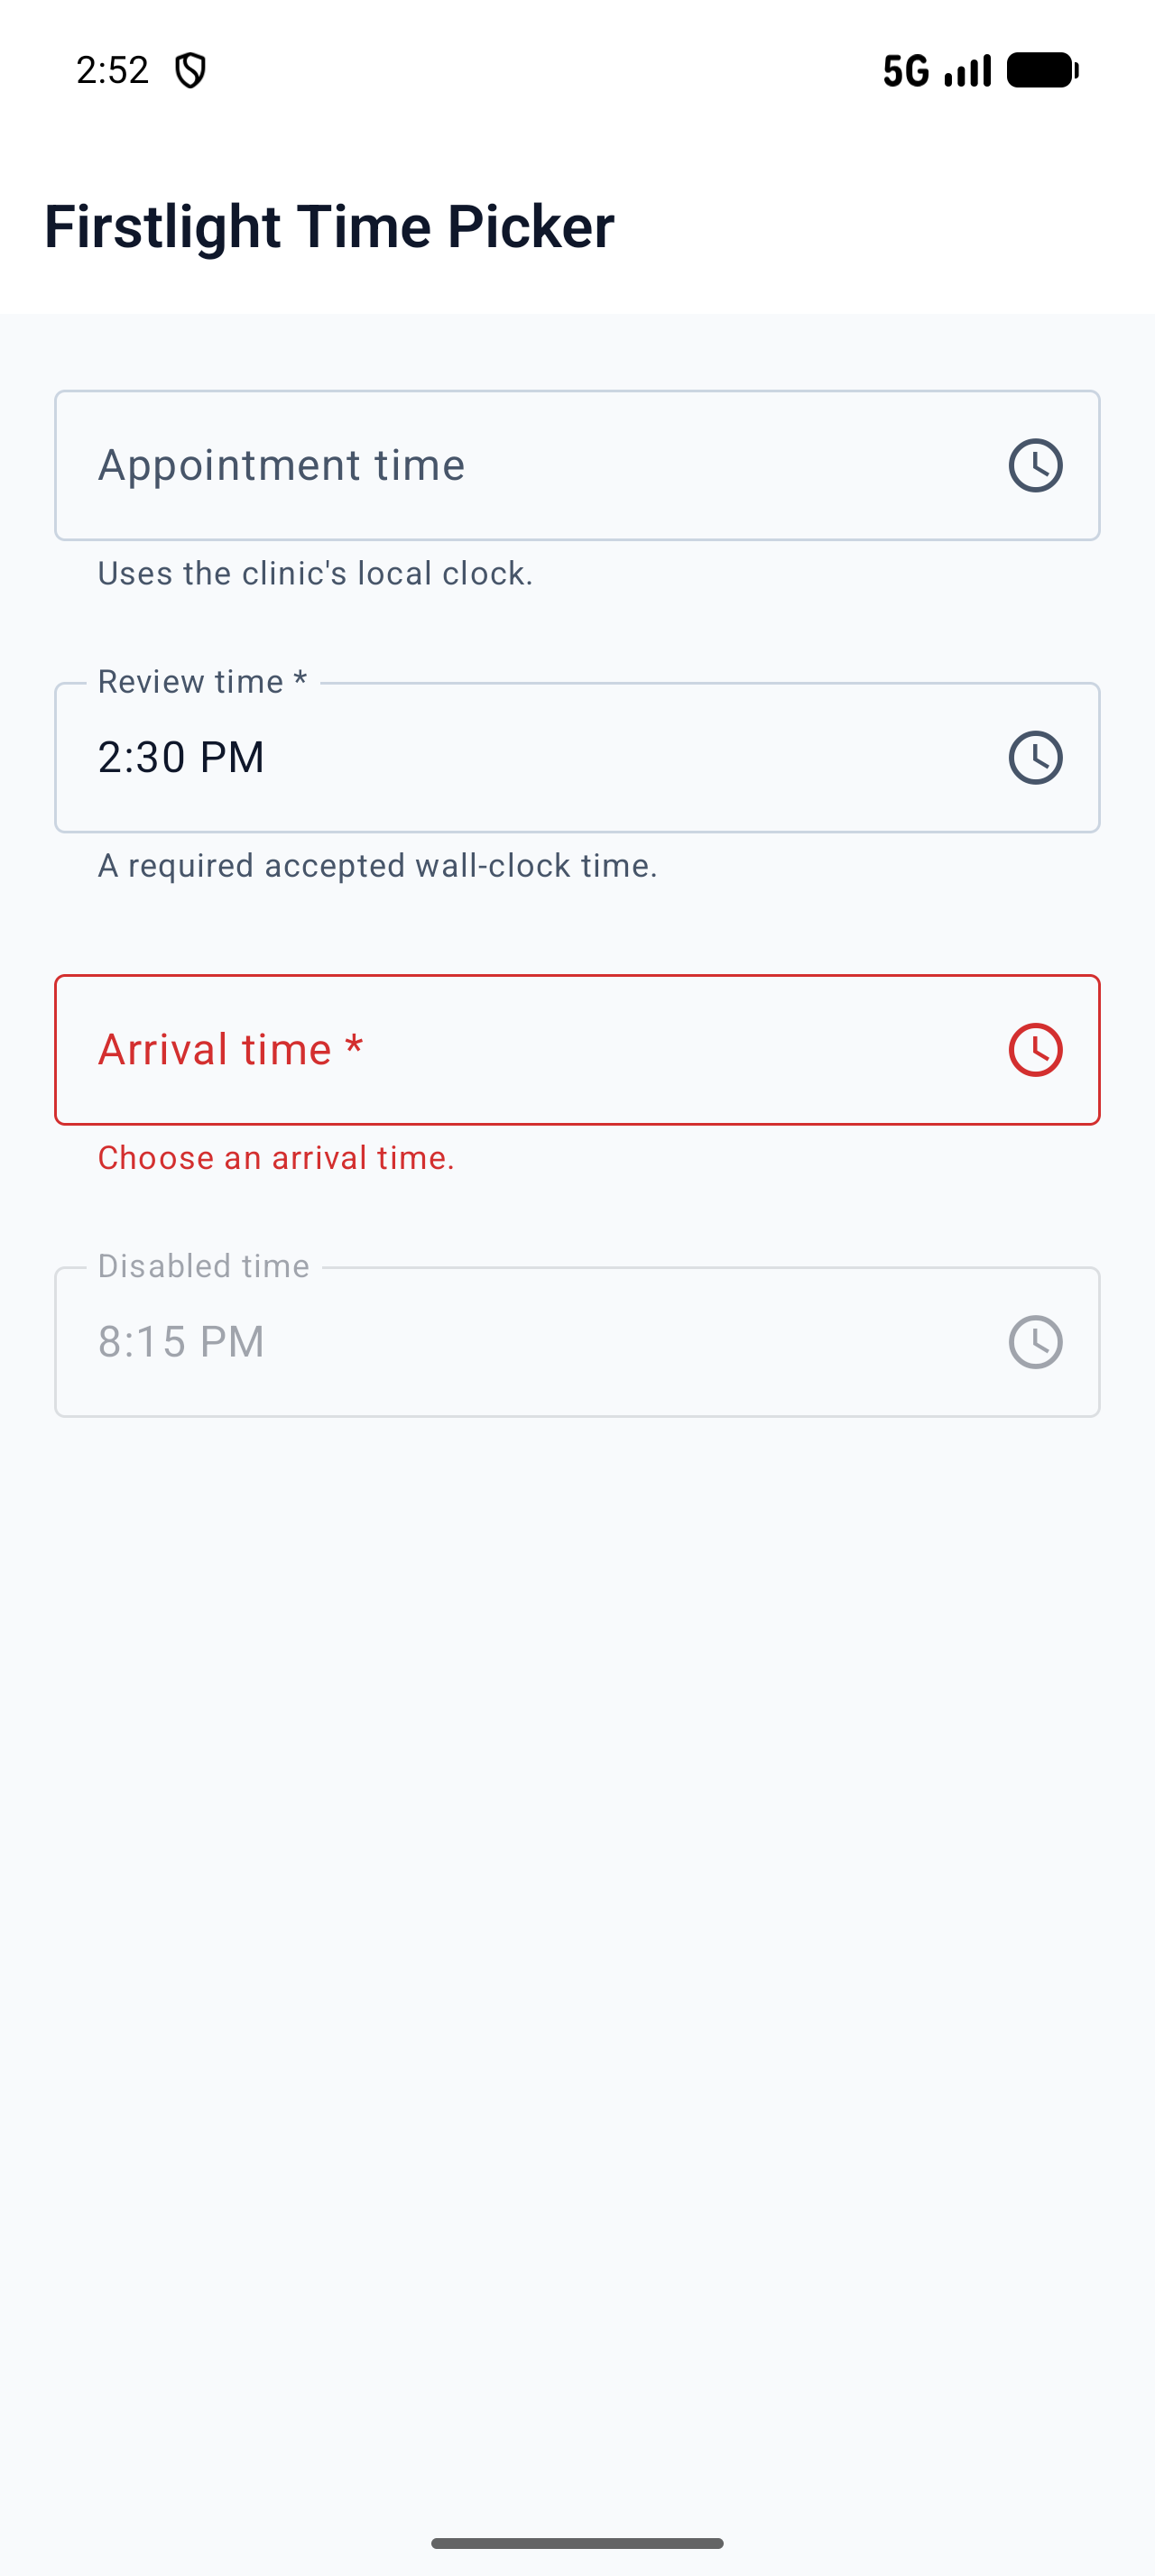 2:52
5G
Firstlight Time Picker
Appointment time
Uses the clinic's local clock.
Review time *
2:30 PM
A required accepted wall-clock time.
Arrival time *
Choose an arrival time.
Disabled time
8:15 PM